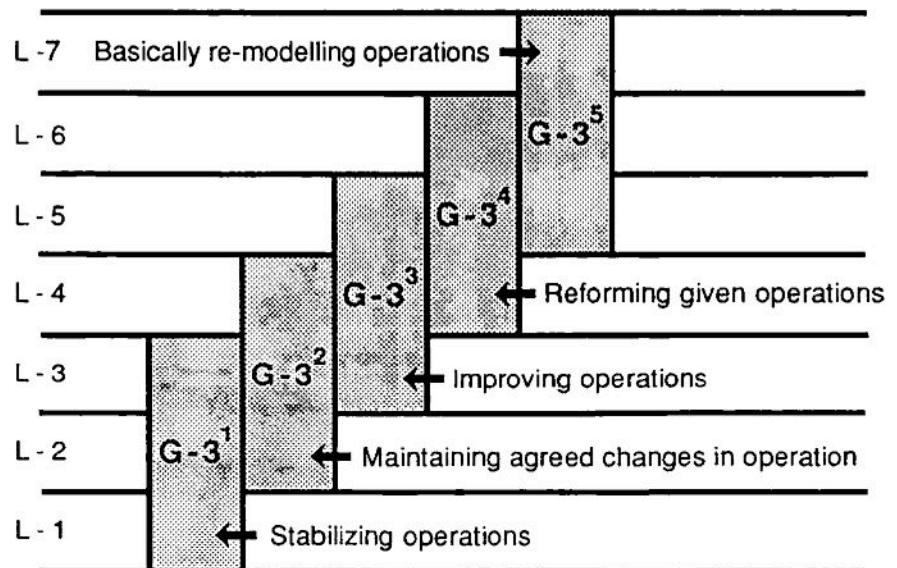 L -7 Basically re-modelling operations
L - 6 G-3⁵
L - 5 G-3⁴
L - 4 G-3³ Reforming given operations
L - 3 G-3² Improving operations
L - 2 G-3¹ Maintaining agreed changes in operation
L - 1 Stabilizing operations